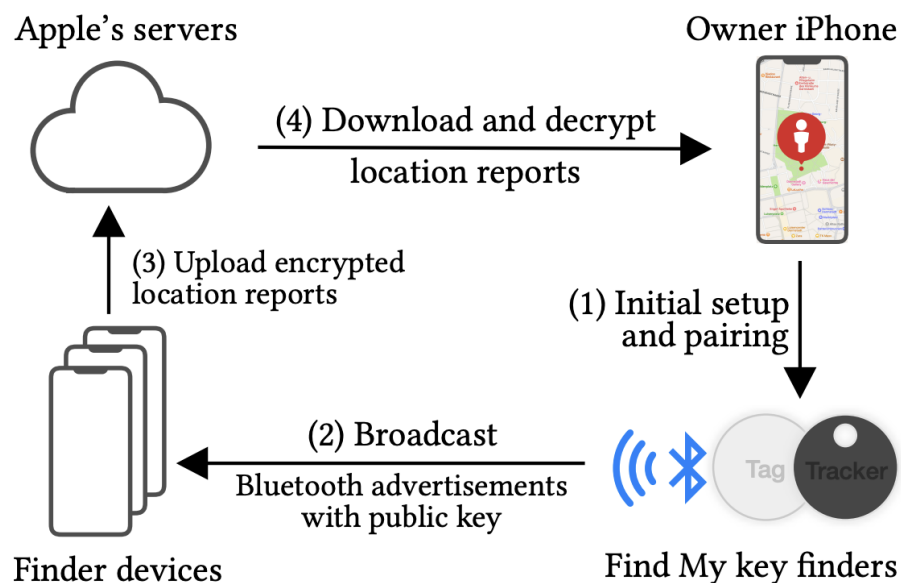 Apple's servers
Owner iPhone
(4) Download and decrypt
location reports
(3) Upload encrypted
location reports
(1) Initial setup
and pairing
(2) Broadcast
Bluetooth advertisements
with public key
Tag
Tracker
Finder devices
Find My key finders